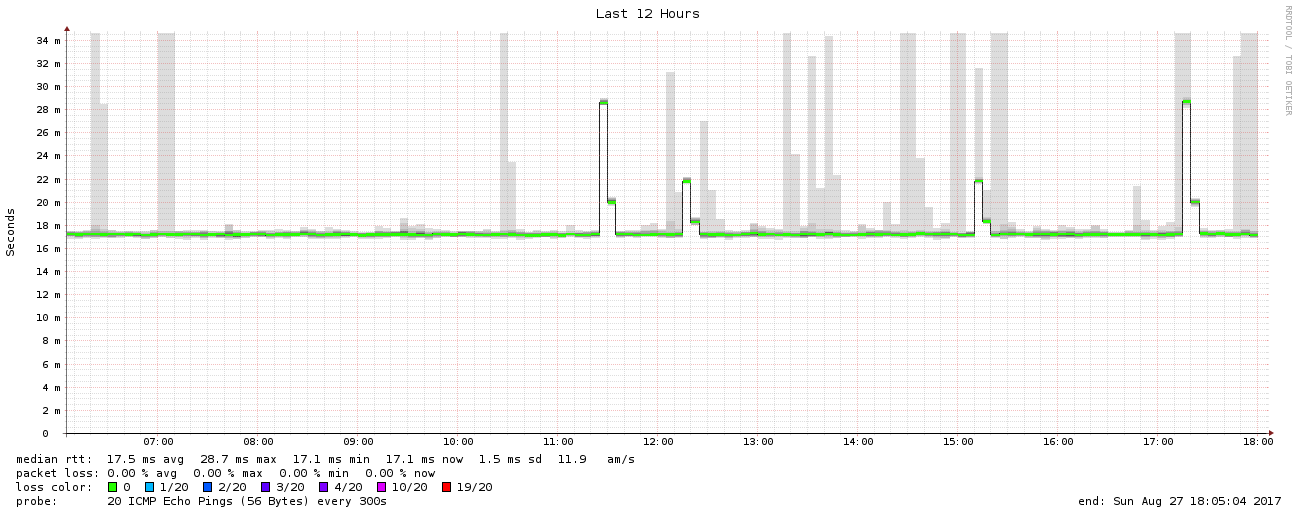 Last 12 Hours
RRDTOOL / TOBI OETIKER
Seconds
34 m
32 m
30 m
28 m
26 m
24 m
22 m
20 m
18 m
16 m
14 m
12 m
10 m
8 m
6 m
4 m
2 m
0
07:00 08:00 09:00 10:00 11:00 12:00 13:00 14:00 15:00 16:00 17:00 18:00
median rtt: 17.5 ms avg 28.7 ms max 17.1 ms min 17.1 ms now 1.5 ms sd 11.9 am/s
packet loss: 0.00 % avg 0.00 % max 0.00 % min 0.00 % now
loss color: 0 1/20 2/20 3/20 4/20 10/20 19/20
probe: 20 ICMP Echo Pings (56 Bytes) every 300s end: Sun Aug 27 18:05:04 2017